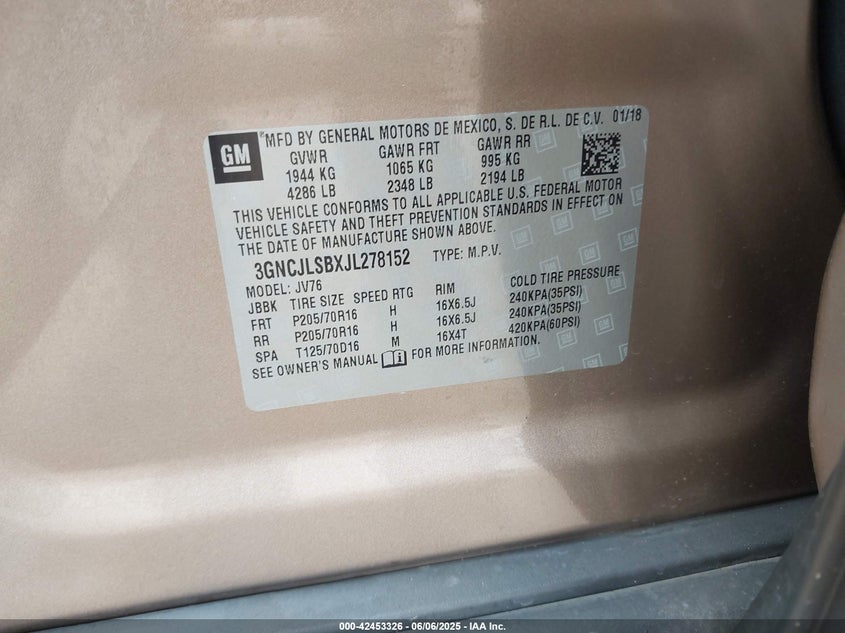 GM
®MFD BY GENERAL MOTORS DE MEXICO, S. DE R.L. DE C.V. 01/18
GVWR GAWR FRT GAWR RR
1944 KG 1065 KG 995 KG
4286 LB 2348 LB 2194 LB
THIS VEHICLE CONFORMS TO ALL APPLICABLE U.S. FEDERAL MOTOR
VEHICLE SAFETY AND THEFT PREVENTION STANDARDS IN EFFECT ON
THE DATE OF MANUFACTURE SHOWN ABOVE.
3GNCJLSBXJL278152 TYPE: M.P.V.
MODEL: JV76
JBBK TIRE SIZE SPEED RTG RIM COLD TIRE PRESSURE
FRT P205/70R16 H 16X6.5J 240KPA(35PSI)
RR P205/70R16 H 16X6.5J 240KPA(35PSI)
SPA T125/70D16 M 16X4T 420KPA(60PSI)
SEE OWNER'S MANUAL FOR MORE INFORMATION.
000-42453326 - 06/06/2025 - IAA Inc.